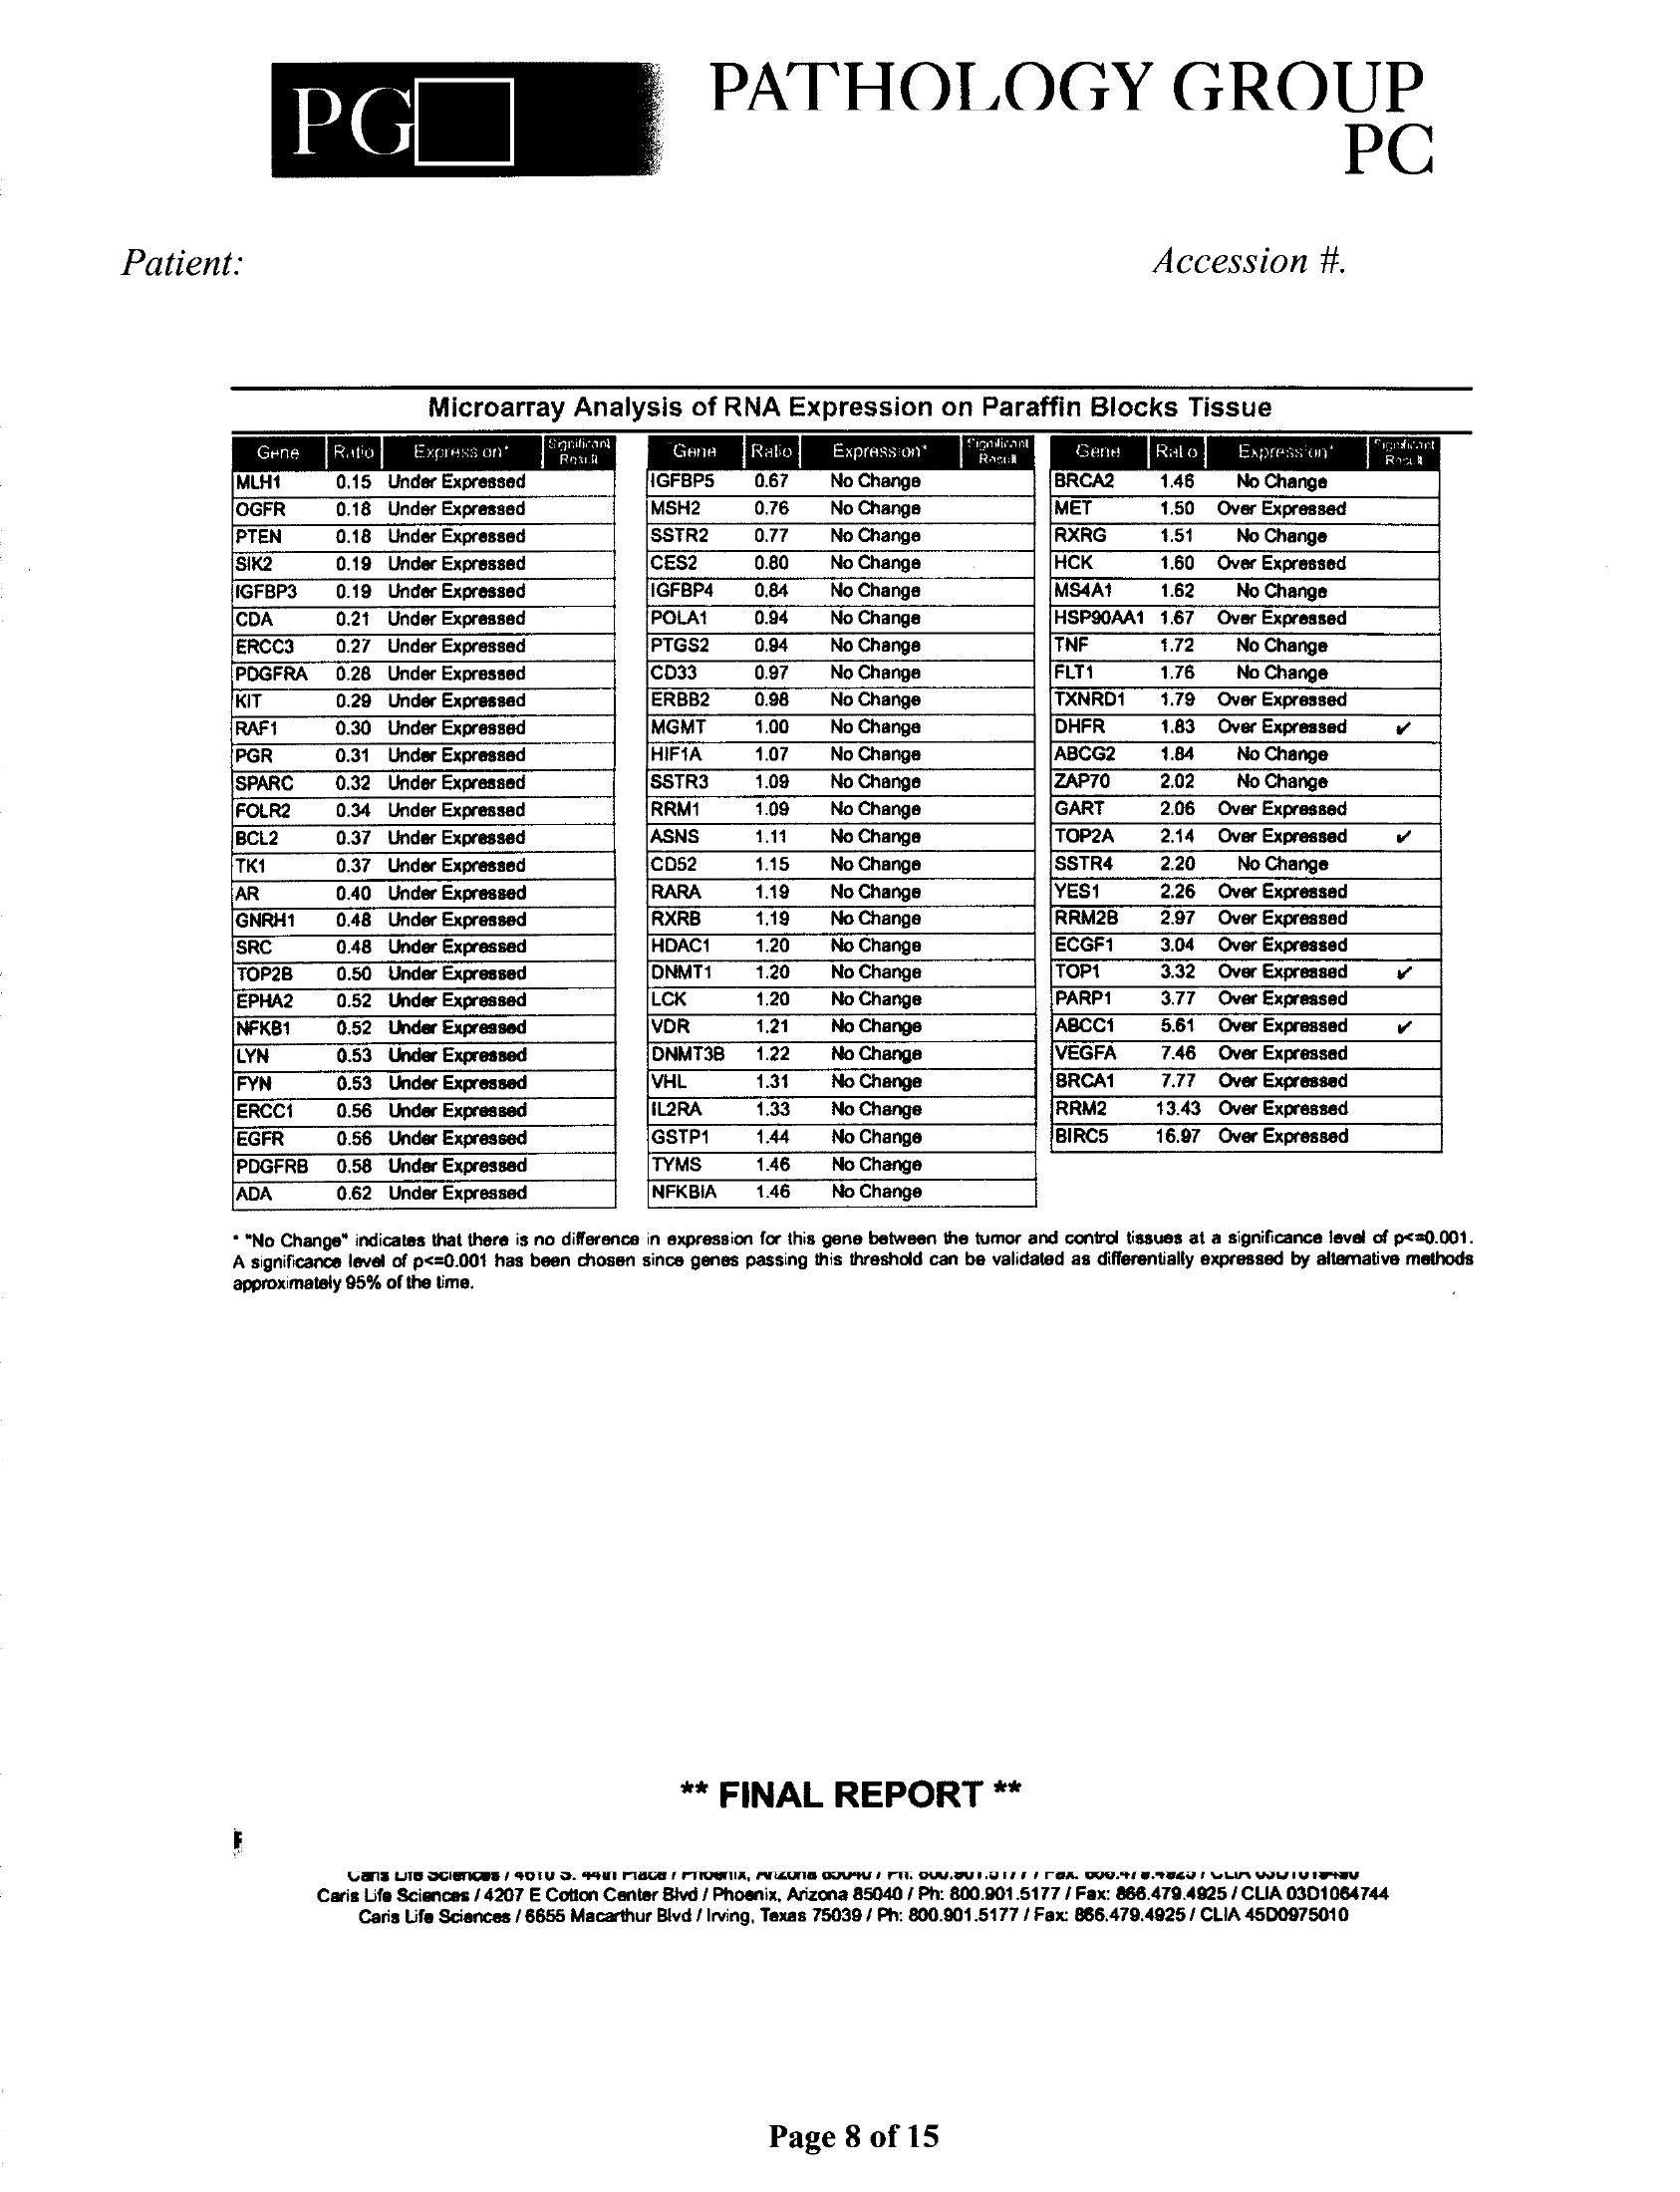 PG
PATHOLOGY GROUP
PC
Patient:
Accession #.
Microarray Analysis of RNA Expression on Paraffin Blocks Tissue
Gene Ratio Expression* Significant Result
MLH1 0.15 Under Expressed
OGFR 0.18 Under Expressed
PTEN 0.18 Under Expressed
SIK2 0.19 Under Expressed
IGFBP3 0.19 Under Expressed
CDA 0.21 Under Expressed
ERCC3 0.27 Under Expressed
PDGFRA 0.28 Under Expressed
KIT 0.29 Under Expressed
RAF1 0.30 Under Expressed
PGR 0.31 Under Expressed
SPARC 0.32 Under Expressed
FOLR2 0.34 Under Expressed
BCL2 0.37 Under Expressed
TK1 0.37 Under Expressed
AR 0.40 Under Expressed
GNRH1 0.48 Under Expressed
SRC 0.48 Under Expressed
TOP2B 0.50 Under Expressed
EPHA2 0.52 Under Expressed
NFKB1 0.52 Under Expressed
LYN 0.53 Under Expressed
FYN 0.53 Under Expressed
ERCC1 0.56 Under Expressed
EGFR 0.56 Under Expressed
PDGFRB 0.58 Under Expressed
ADA 0.62 Under Expressed
Gene Ratio Expression* Significant Result
IGFBP5 0.67 No Change
MSH2 0.76 No Change
SSTR2 0.77 No Change
CES2 0.80 No Change
IGFBP4 0.84 No Change
POLA1 0.94 No Change
PTGS2 0.94 No Change
CD33 0.97 No Change
ERBB2 0.98 No Change
MGMT 1.00 No Change
HIF1A 1.07 No Change
SSTR3 1.09 No Change
RRM1 1.09 No Change
ASNS 1.11 No Change
CD52 1.15 No Change
RARA 1.19 No Change
RXRB 1.19 No Change
HDAC1 1.20 No Change
DNMT1 1.20 No Change
LCK 1.20 No Change
VDR 1.21 No Change
DNMT3B 1.22 No Change
VHL 1.31 No Change
IL2RA 1.33 No Change
GSTP1 1.44 No Change
TYMS 1.46 No Change
NFKBIA 1.46 No Change
Gene Ratio Expression* Significant Result
BRCA2 1.46 No Change
MET 1.50 Over Expressed
RXRG 1.51 No Change
HCK 1.60 Over Expressed
MS4A1 1.62 No Change
HSP90AA1 1.67 Over Expressed
TNF 1.72 No Change
FLT1 1.76 No Change
TXNRD1 1.79 Over Expressed
DHFR 1.83 Over Expressed ✓
ABCG2 1.84 No Change
ZAP70 2.02 No Change
GART 2.06 Over Expressed
TOP2A 2.14 Over Expressed ✓
SSTR4 2.20 No Change
YES1 2.26 Over Expressed
RRM2B 2.97 Over Expressed
ECGF1 3.04 Over Expressed
TOP1 3.32 Over Expressed ✓
PARP1 3.77 Over Expressed
ABCC1 5.61 Over Expressed ✓
VEGFA 7.46 Over Expressed
BRCA1 7.77 Over Expressed
RRM2 13.43 Over Expressed
BIRC5 16.97 Over Expressed
* "No Change" indicates that there is no difference in expression for this gene between the tumor and control tissues at a significance level of p<=0.001.
A significance level of p<=0.001 has been chosen since genes passing this threshold can be validated as differentially expressed by alternative methods
approximately 95% of the time.
** FINAL REPORT **
Caris Life Sciences / 4610 S. 44th Place / Phoenix, Arizona 85040 / Ph: 800.901.5177 / Fax: 866.479.4925 / CLIA
Caris Life Sciences / 4207 E Cotton Center Blvd / Phoenix, Arizona 85040 / Ph: 800.901.5177 / Fax: 866.479.4925 / CLIA 03D1064744
Caris Life Sciences / 6655 Macarthur Blvd / Irving, Texas 75039 / Ph: 800.901.5177 / Fax: 866.479.4925 / CLIA 45D0975010
Page 8 of 15